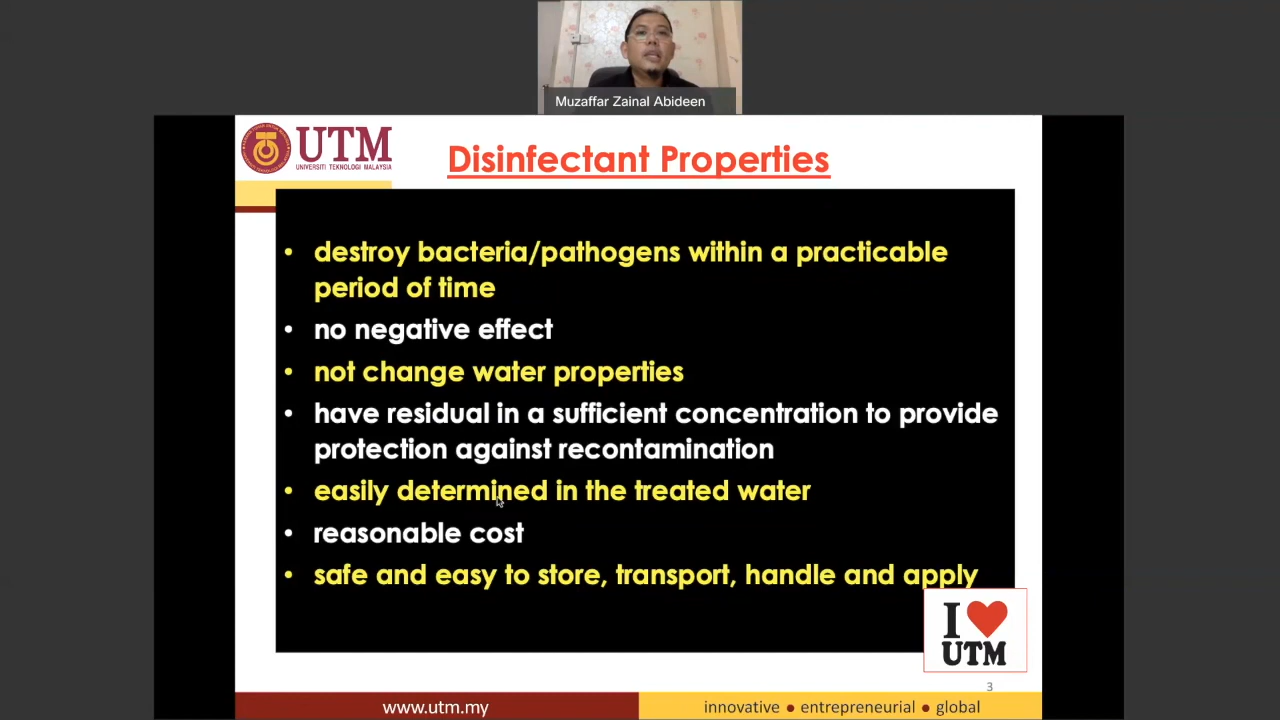 Muzaffar Zainal Abideen
UTM
UNIVERSITI TEKNOLOGI MALAYSIA
Disinfectant Properties
• destroy bacteria/pathogens within a practicable
period of time
• no negative effect
• not change water properties
• have residual in a sufficient concentration to provide
protection against recontamination
• easily determined in the treated water
• reasonable cost
• safe and easy to store, transport, handle and apply
I ❤
UTM
3
www.utm.my
innovative ● entrepreneurial ● global